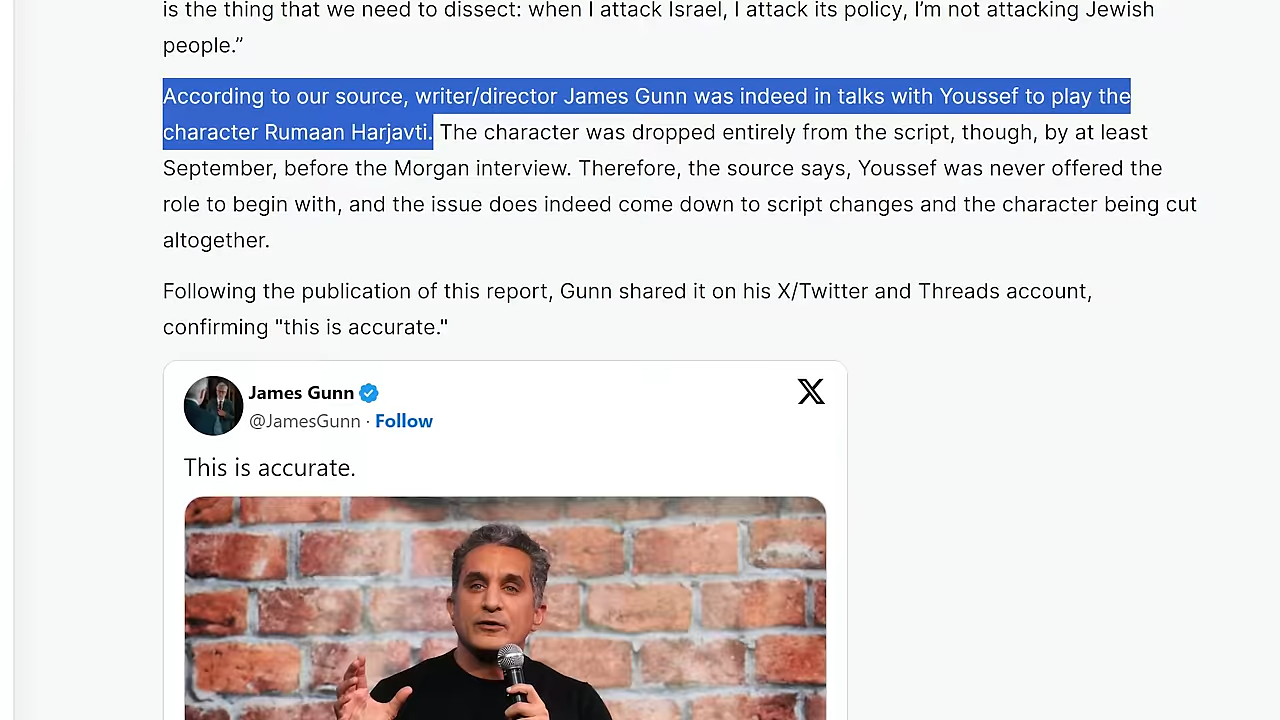 is the thing that we need to dissect: when I attack Israel, I attack its policy, I’m not attacking Jewish
people.”
According to our source, writer/director James Gunn was indeed in talks with Youssef to play the
character Rumaan Harjavti. The character was dropped entirely from the script, though, by at least
September, before the Morgan interview. Therefore, the source says, Youssef was never offered the
role to begin with, and the issue does indeed come down to script changes and the character being cut
altogether.
Following the publication of this report, Gunn shared it on his X/Twitter and Threads account,
confirming "this is accurate."
James Gunn
@JamesGunn · Follow
This is accurate.